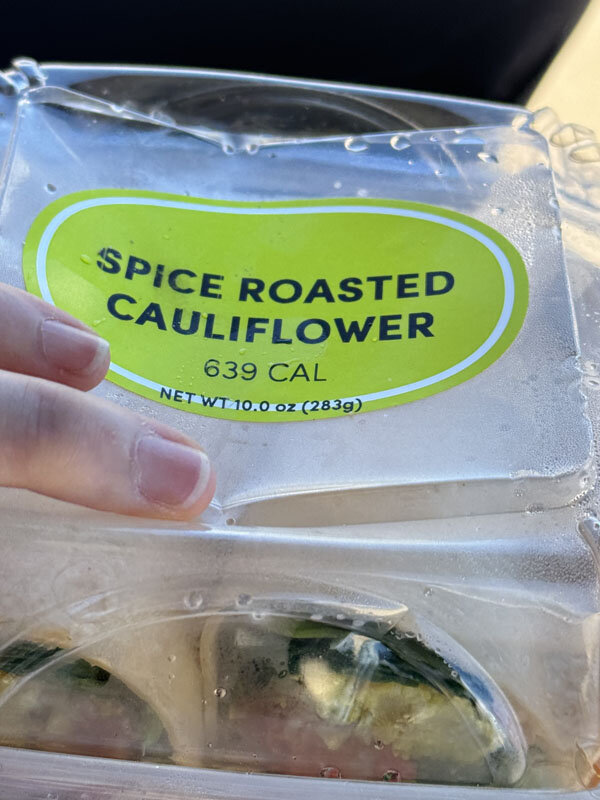 SPICE ROASTED
CAULIFLOWER
639 CAL
NET WT 10.0 oz (283g)